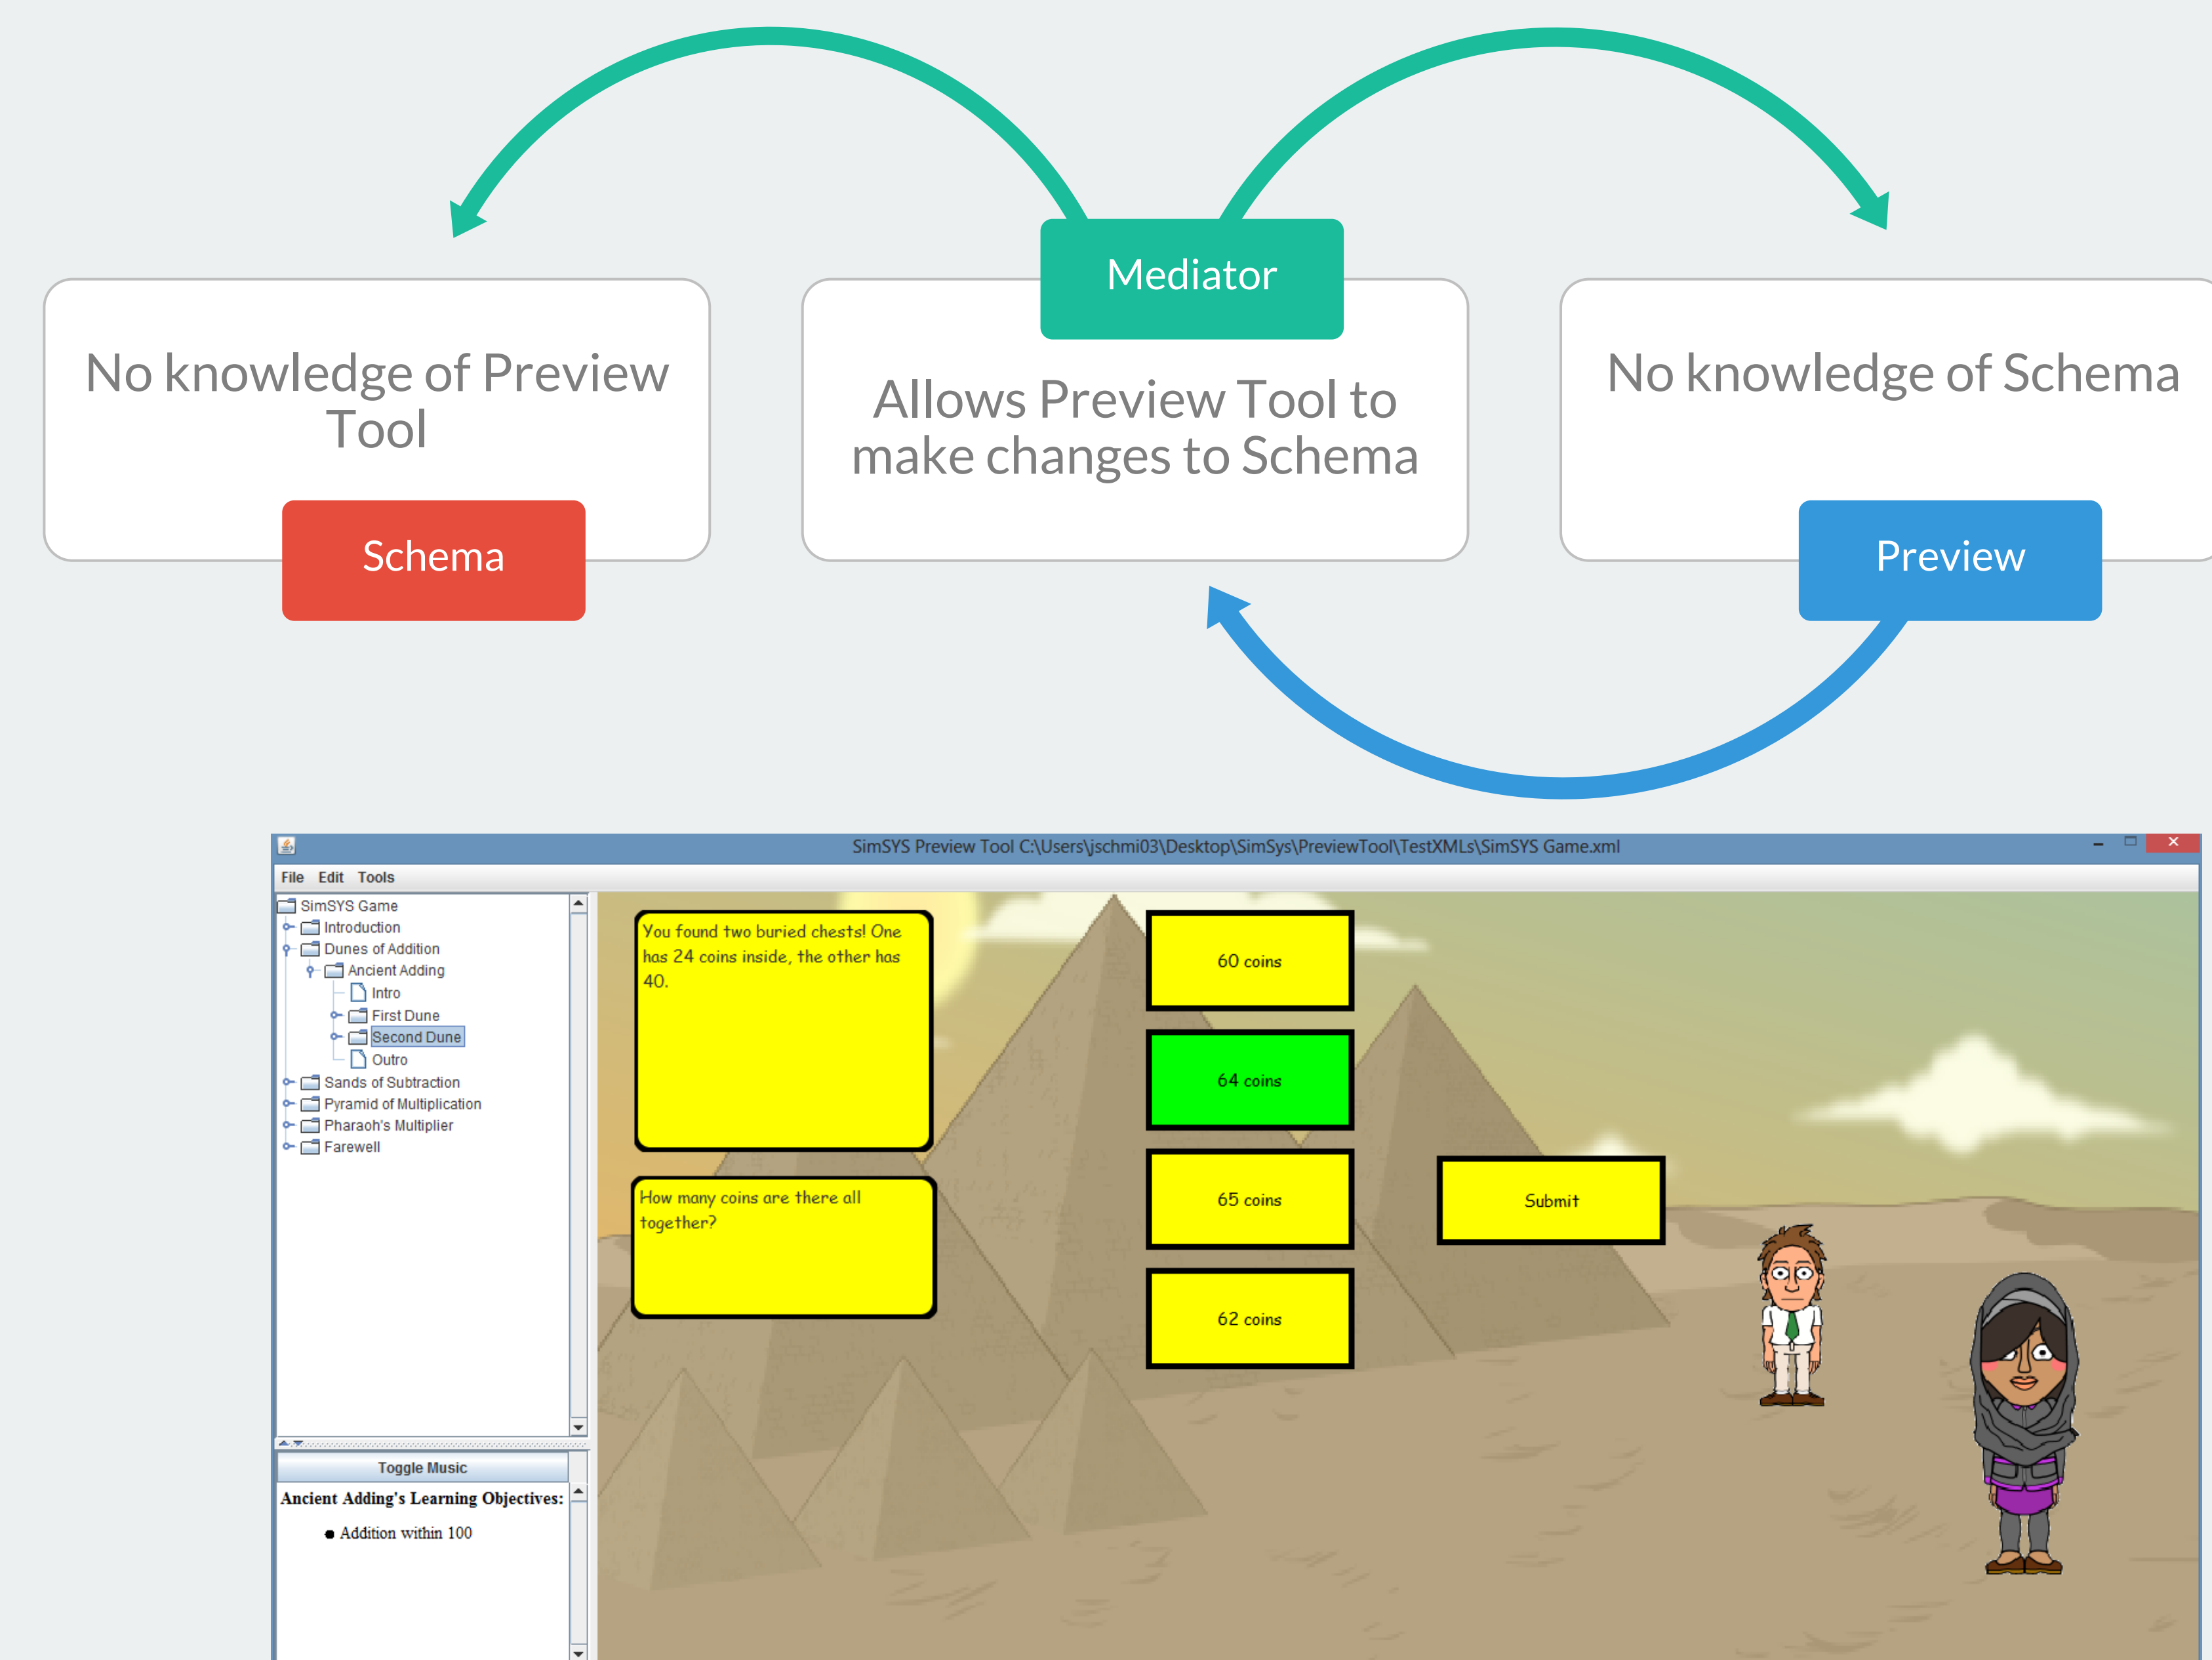 Mediator
No knowledge of Preview
Tool
Schema
Allows Preview Tool to
make changes to Schema
No knowledge of Schema
Preview
SimSYS Preview Tool C:\Users\jschmi03\Desktop\SimSys\PreviewTool\TestXMLs\SimSYS Game.xml
File Edit Tools
SimSYS Game
Introduction
Dunes of Addition
Ancient Adding
Intro
First Dune
Second Dune
Outro
Sands of Subtraction
Pyramid of Multiplication
Pharaoh's Multiplier
Farewell
Toggle Music
Ancient Adding's Learning Objectives:
Addition within 100
You found two buried chests! One
has 24 coins inside, the other has
40.
How many coins are there all
together?
60 coins
64 coins
65 coins
62 coins
Submit